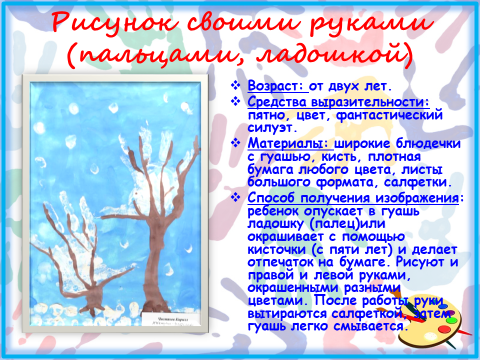 Рисунок своими руками
(пальцами, ладошкой)
❖ Возраст: от двух лет.
❖ Средства выразительности:
пятно, цвет, фантастический
силуэт.
❖ Материалы: широкие блюдечки
с гуашью, кисть, плотная
бумага любого цвета, листы
большого формата, салфетки.
❖ Способ получения изображения:
ребенок опускает в гуашь
ладошку (палец)или
окрашивает с помощью
кисточки (с пяти лет) и делает
отпечаток на бумаге. Рисуют и
правой и левой руками,
окрашенными разными
цветами. После работы руки
вытираются салфеткой, затем
гуашь легко смывается.